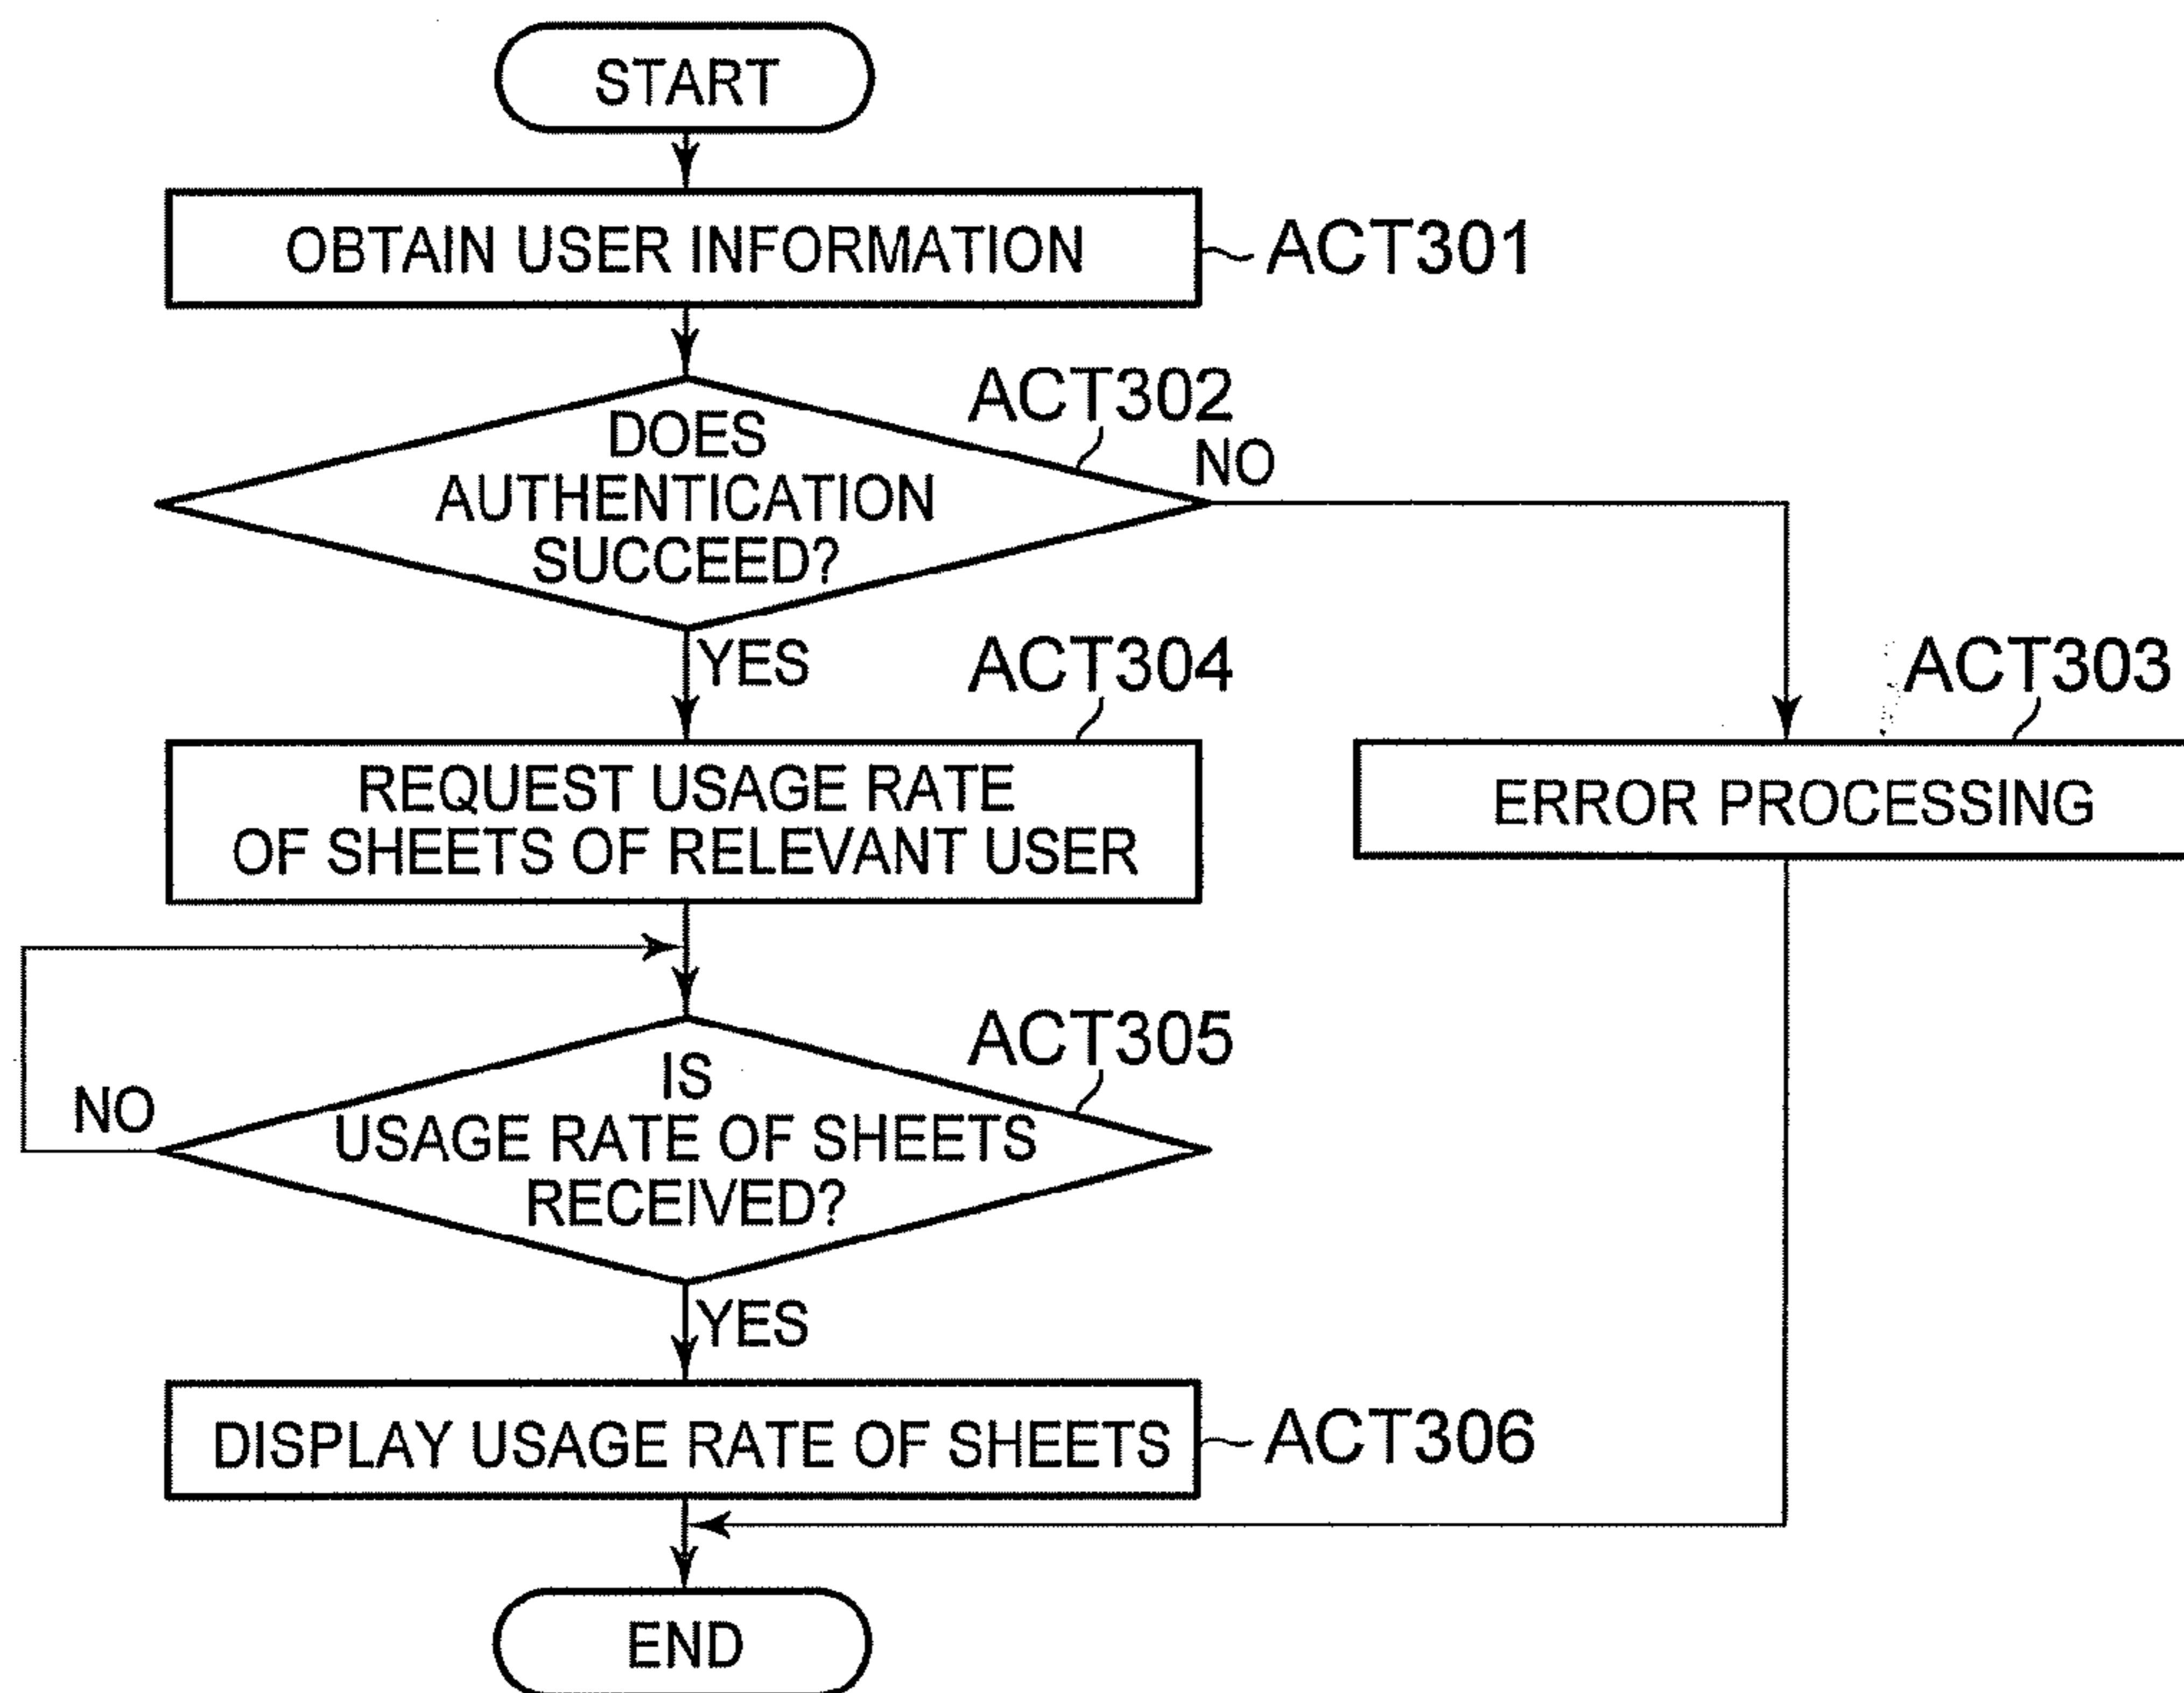 START
OBTAIN USER INFORMATION
ACT301
ACT302
DOES
AUTHENTICATION
SUCCEED?
NO
YES
ACT304
ACT303
REQUEST USAGE RATE
OF SHEETS OF RELEVANT USER
ERROR PROCESSING
ACT305
IS
USAGE RATE OF SHEETS
RECEIVED?
NO
YES
DISPLAY USAGE RATE OF SHEETS
ACT306
END